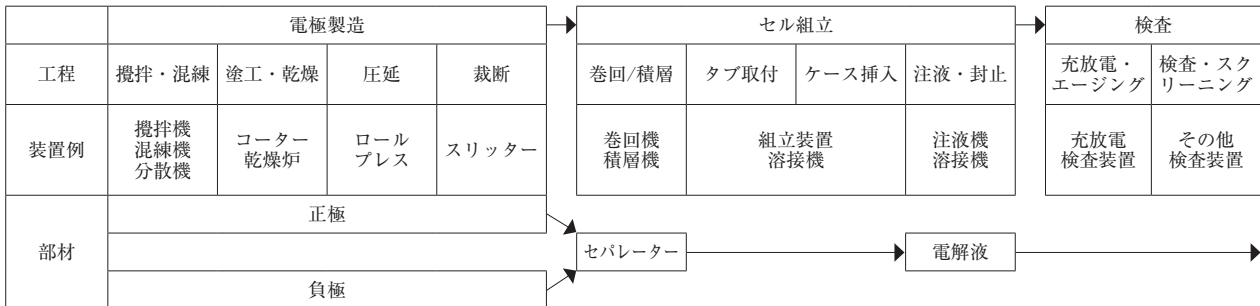 電極製造 セル組立 検査
工程 攪拌・混練 塗工・乾燥 圧延 裁断 巻回/積層 タブ取付 ケース挿入 注液・封止 充放電・エージング 検査・スクリーニング
装置例 攪拌機 混練機 分散機 コーター 乾燥炉 ロールプレス スリッター 巻回機 積層機 組立装置 溶接機 注液機 溶接機 充放電検査装置 その他検査装置
部材
正極
セパレーター 電解液
負極